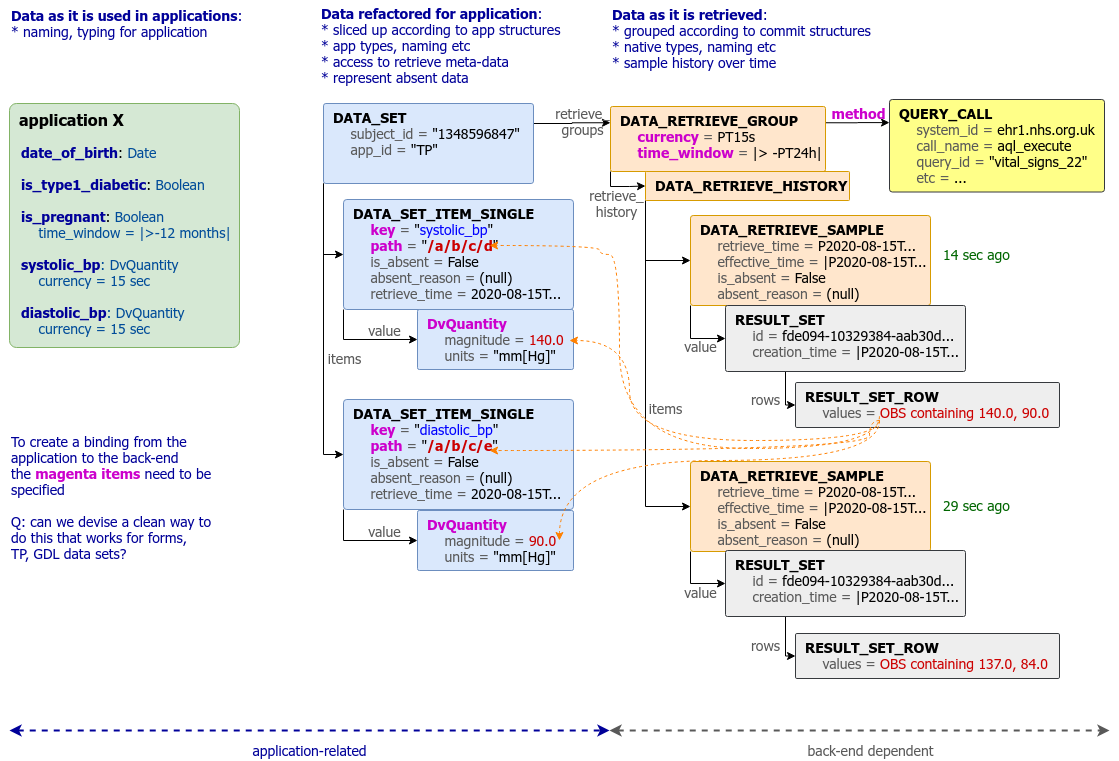 Data as it is used in applications:
* naming, typing for application
Data refactored for application:
* sliced up according to app structures
* app types, naming etc
* access to retrieve meta-data
* represent absent data
Data as it is retrieved:
* grouped according to commit structures
* native types, naming etc
* sample history over time
application X
date_of_birth: Date
is_type1_diabetic: Boolean
is_pregnant: Boolean
time_window = |>-12 months|
systolic_bp: DvQuantity
currency = 15 sec
diastolic_bp: DvQuantity
currency = 15 sec
To create a binding from the
application to the back-end
the magenta items need to be
specified
Q: can we devise a clean way to
do this that works for forms,
TP, GDL data sets?
DATA_SET
subject_id = "1348596847"
app_id = "TP"
retrieve_
groups
items
DATA_SET_ITEM_SINGLE
key = "systolic_bp"
path = "/a/b/c/d"
is_absent = False
absent_reason = (null)
retrieve_time = 2020-08-15T...
value
DvQuantity
magnitude = 140.0
units = "mm[Hg]"
DATA_SET_ITEM_SINGLE
key = "diastolic_bp"
path = "/a/b/c/e"
is_absent = False
absent_reason = (null)
retrieve_time = 2020-08-15T...
value
DvQuantity
magnitude = 90.0
units = "mm[Hg]"
DATA_RETRIEVE_GROUP
currency = PT15s
time_window = |> -PT24h|
method
QUERY_CALL
system_id = ehr1.nhs.org.uk
call_name = aql_execute
query_id = "vital_signs_22"
etc = ...
retrieve_
history
DATA_RETRIEVE_HISTORY
items
DATA_RETRIEVE_SAMPLE
retrieve_time = P2020-08-15T...
effective_time = |P2020-08-15T...
is_absent = False
absent_reason = (null)
14 sec ago
value
RESULT_SET
id = fde094-10329384-aab30d...
creation_time = |P2020-08-15T...
rows
RESULT_SET_ROW
values = OBS containing 140.0, 90.0
DATA_RETRIEVE_SAMPLE
retrieve_time = P2020-08-15T...
effective_time = |P2020-08-15T...
is_absent = False
absent_reason = (null)
29 sec ago
value
RESULT_SET
id = fde094-10329384-aab30d...
creation_time = |P2020-08-15T...
rows
RESULT_SET_ROW
values = OBS containing 137.0, 84.0
application-related
back-end dependent